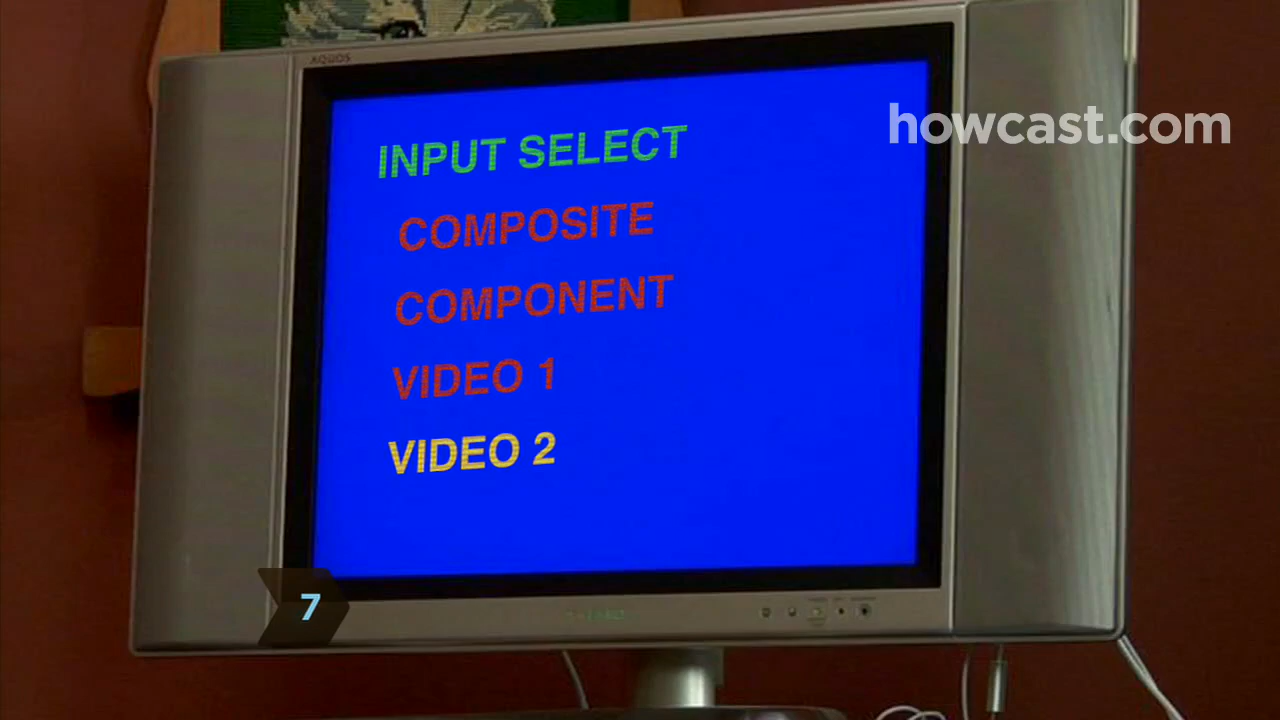 AQUOS
howcast.com
INPUT SELECT
COMPOSITE
COMPONENT
VIDEO 1
VIDEO 2
7